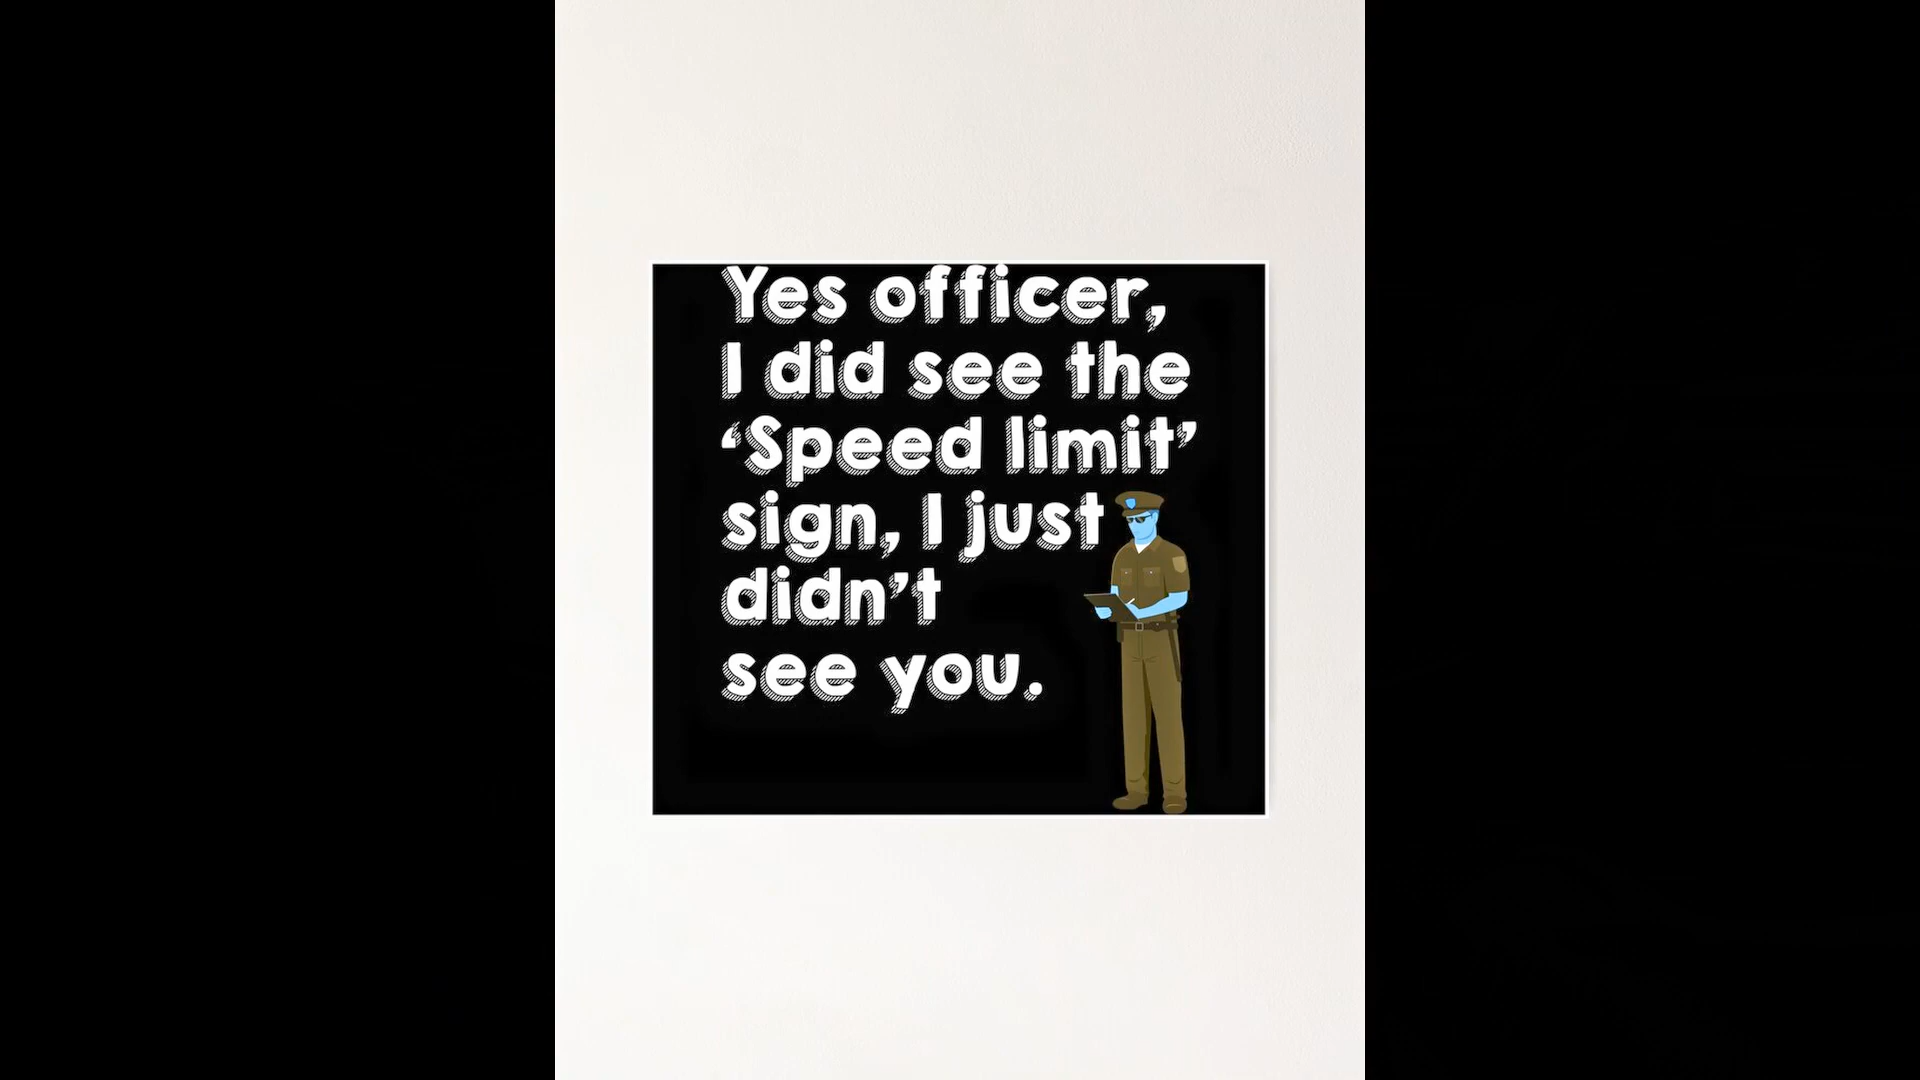 Yes officer,
I did see the
‘Speed limit’
sign, I just
didn’t
see you.